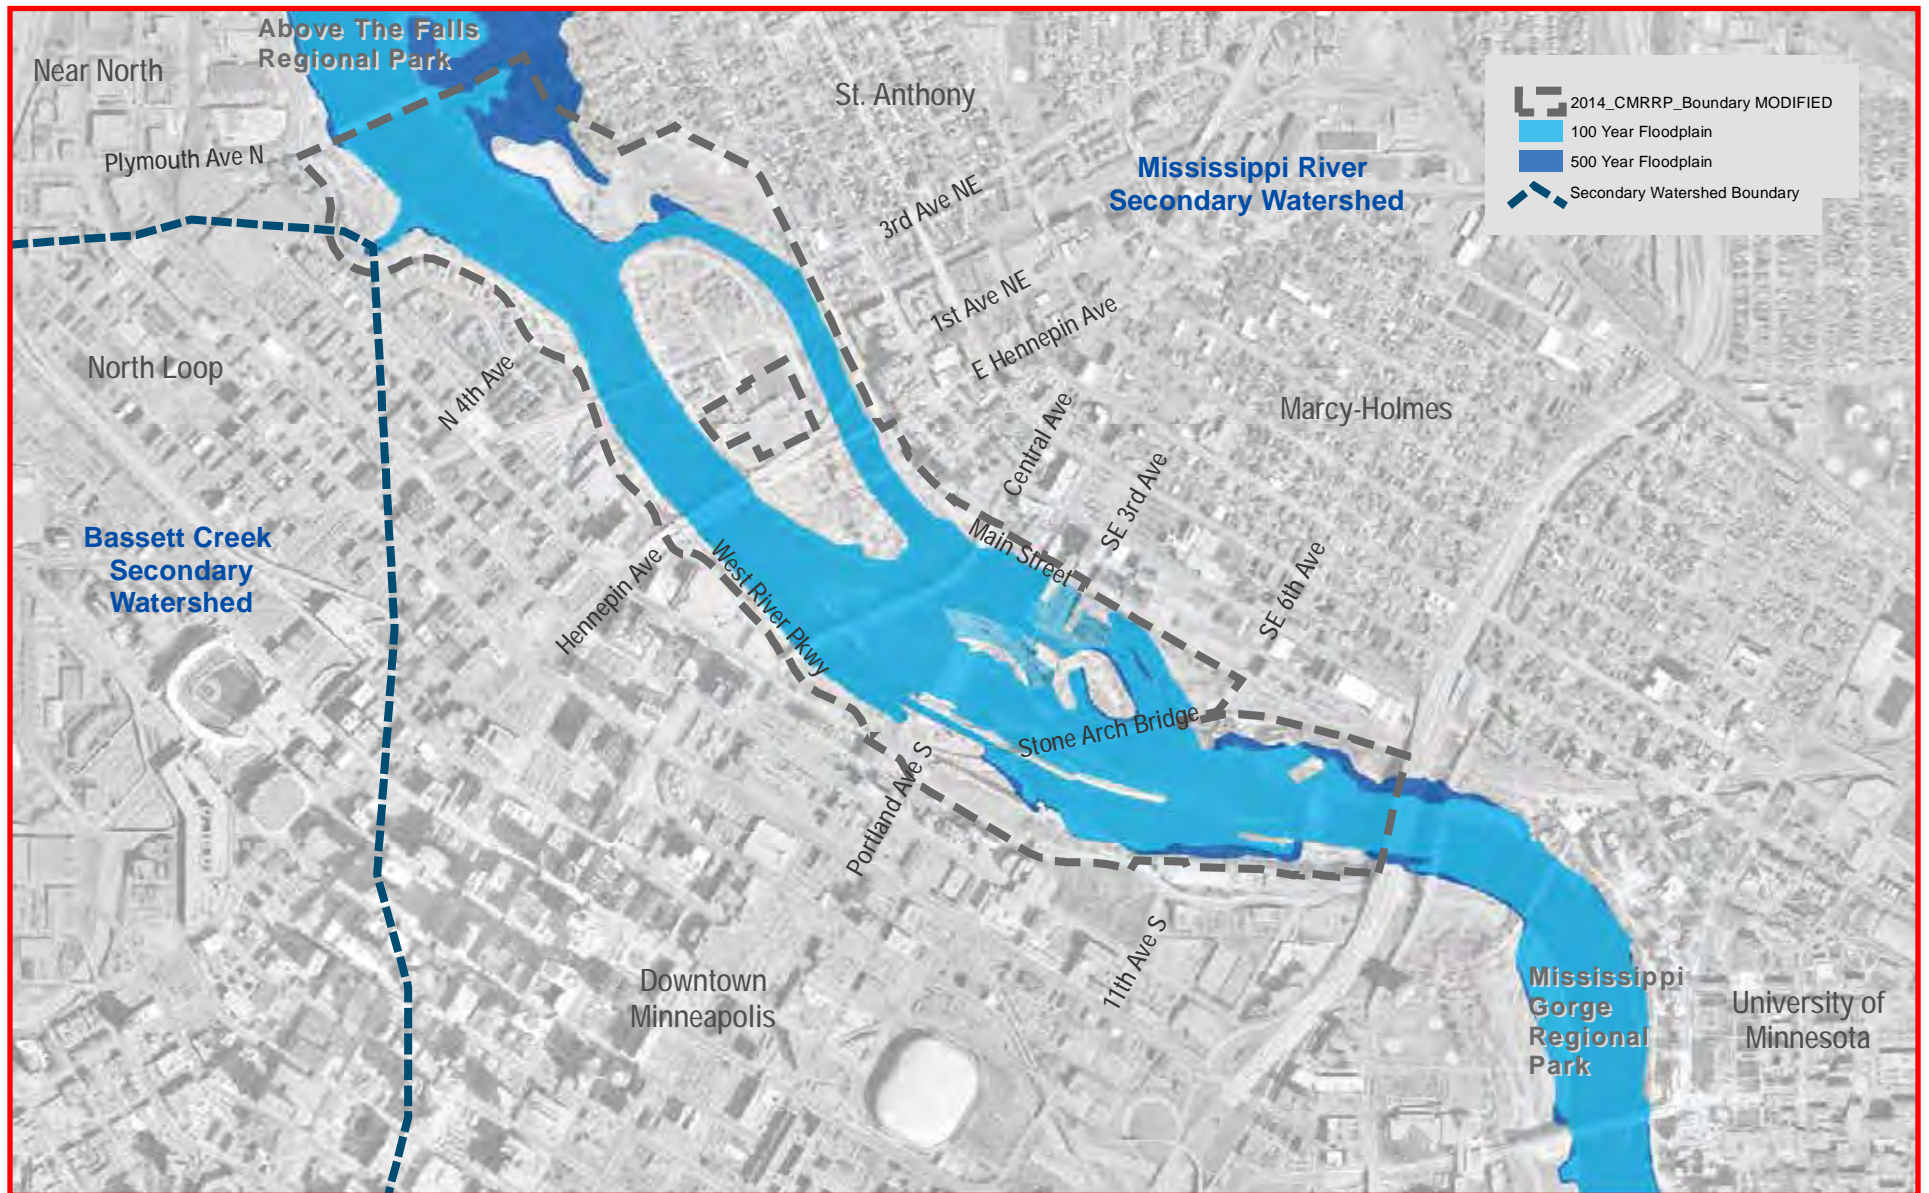 Above The Falls
Regional Park
Near North
St. Anthony
2014_CMRRP_Boundary MODIFIED
100 Year Floodplain
500 Year Floodplain
Secondary Watershed Boundary
Plymouth Ave N
Mississippi River
Secondary Watershed
3rd Ave NE
1st Ave NE
E Hennepin Ave
North Loop
N 4th Ave
Marcy-Holmes
Central Ave
SE 3rd Ave
Main Street
SE 6th Ave
Bassett Creek
Secondary
Watershed
Hennepin Ave
West River Pkwy
Stone Arch Bridge
Portland Ave S
11th Ave S
Downtown
Minneapolis
Mississippi
Gorge
Regional
Park
University of
Minnesota